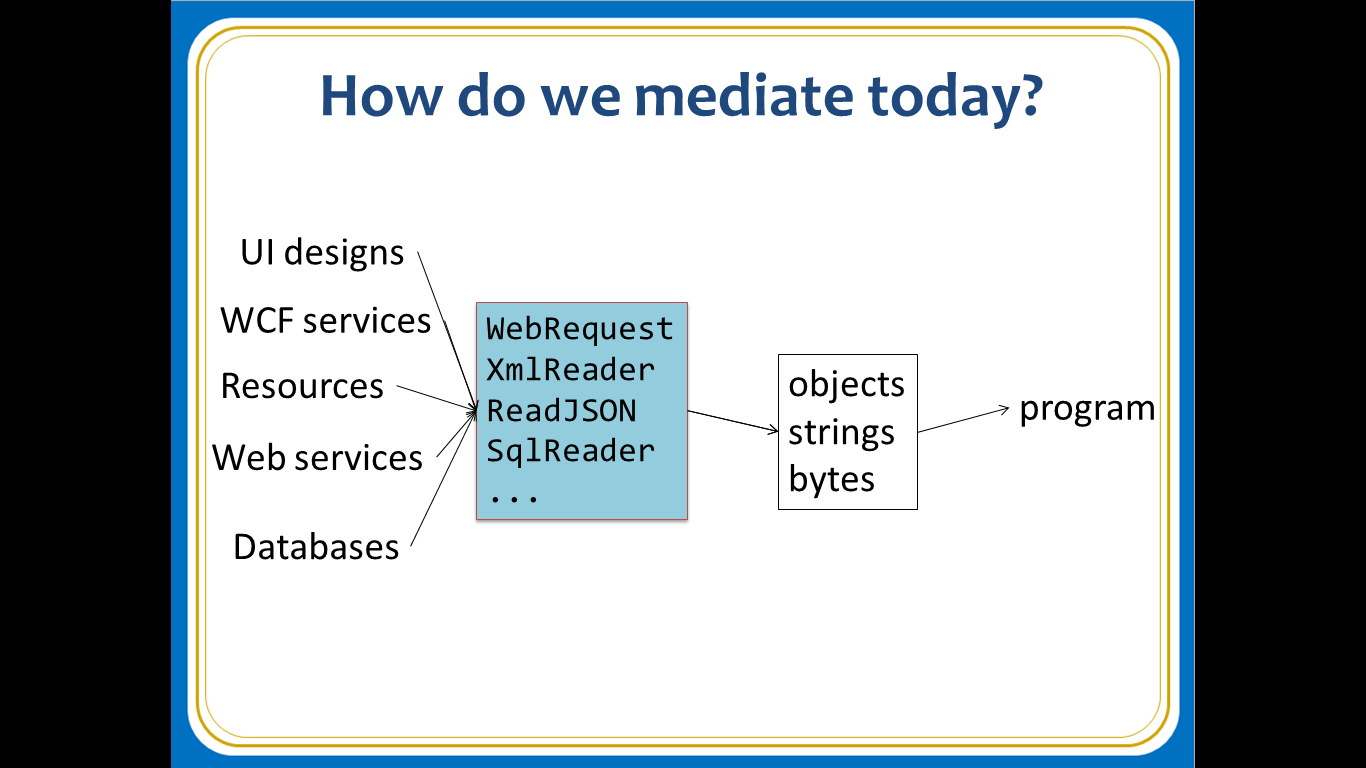 How do we mediate today?
UI designs
WCF services
Resources
Web services
Databases
WebRequest
XmlReader
ReadJSON
SqlReader
...
objects
strings
bytes
program